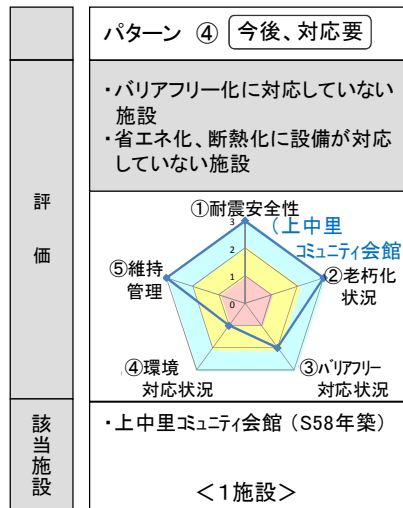 パターン ④ 今後、対応要
評価
・バリアフリー化に対応していない
施設
・省エネ化、断熱化に設備が対応
していない施設
①耐震安全性
(上中里
コミュニティ会館
②老朽化
状況
③バリアフリー
対応状況
④環境
対応状況
⑤維持
管理
3
2
1
0
該当施設
・上中里コミュニティ会館(S58年築)
<1施設>